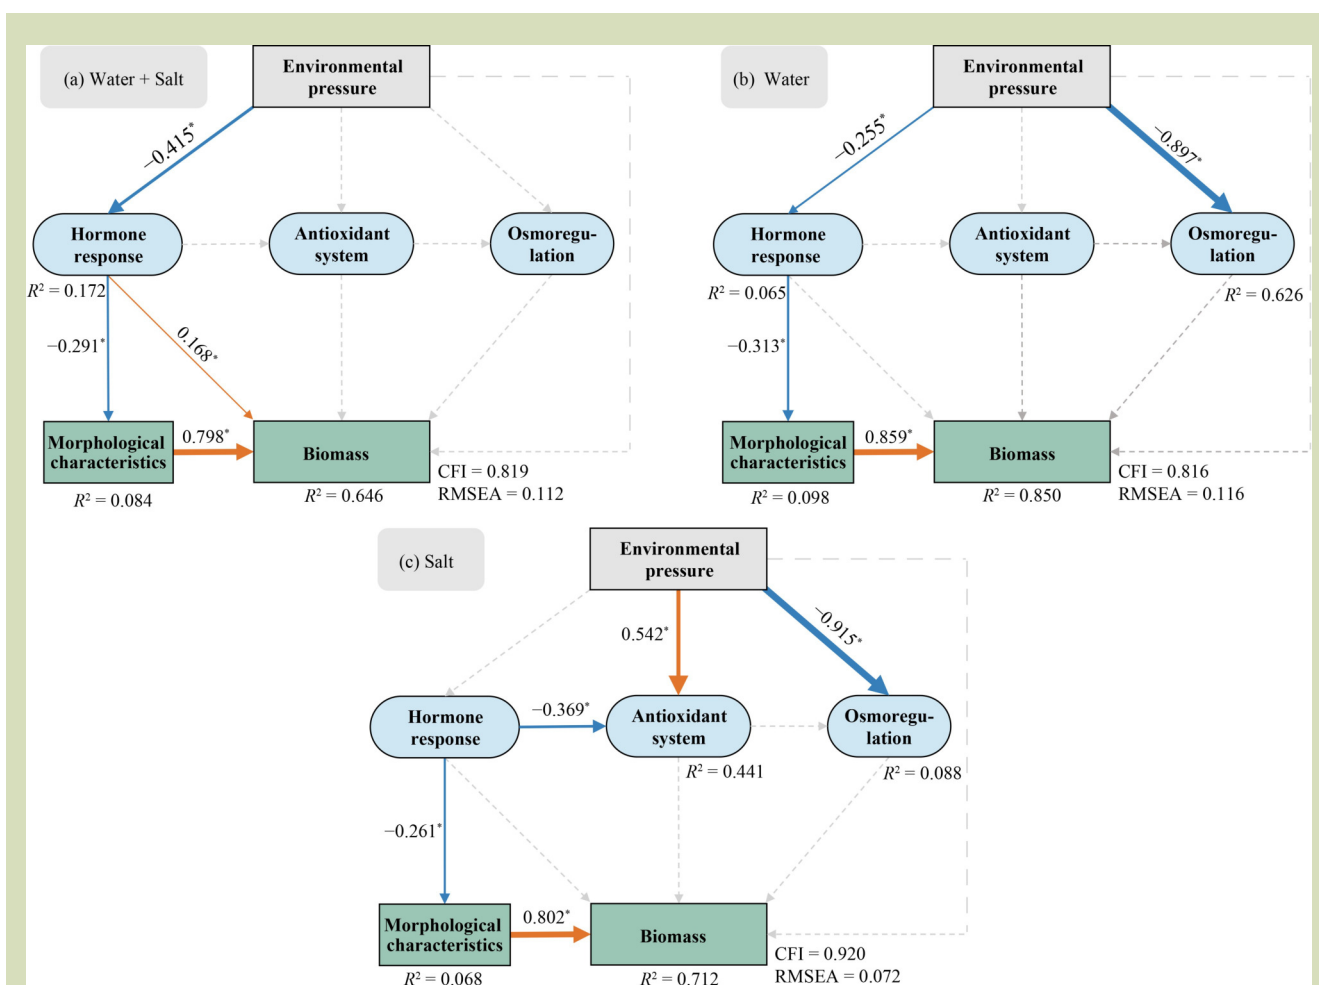 (a) Water + Salt
Environmental
pressure
−0.415*
Hormone
response
Antioxidant
system
Osmoregu-
lation
R² = 0.172
−0.291*
0.168*
Morphological
characteristics
0.798*
Biomass
CFI = 0.819
RMSEA = 0.112
R² = 0.084
R² = 0.646
(b) Water
Environmental
pressure
−0.255*
−0.897*
Hormone
response
Antioxidant
system
Osmoregu-
lation
R² = 0.065
R² = 0.626
−0.313*
Morphological
characteristics
0.859*
Biomass
CFI = 0.816
RMSEA = 0.116
R² = 0.098
R² = 0.850
(c) Salt
Environmental
pressure
0.542*
−0.915*
Hormone
response
−0.369*
Antioxidant
system
Osmoregu-
lation
R² = 0.441
R² = 0.088
−0.261*
Morphological
characteristics
0.802*
Biomass
CFI = 0.920
RMSEA = 0.072
R² = 0.068
R² = 0.712